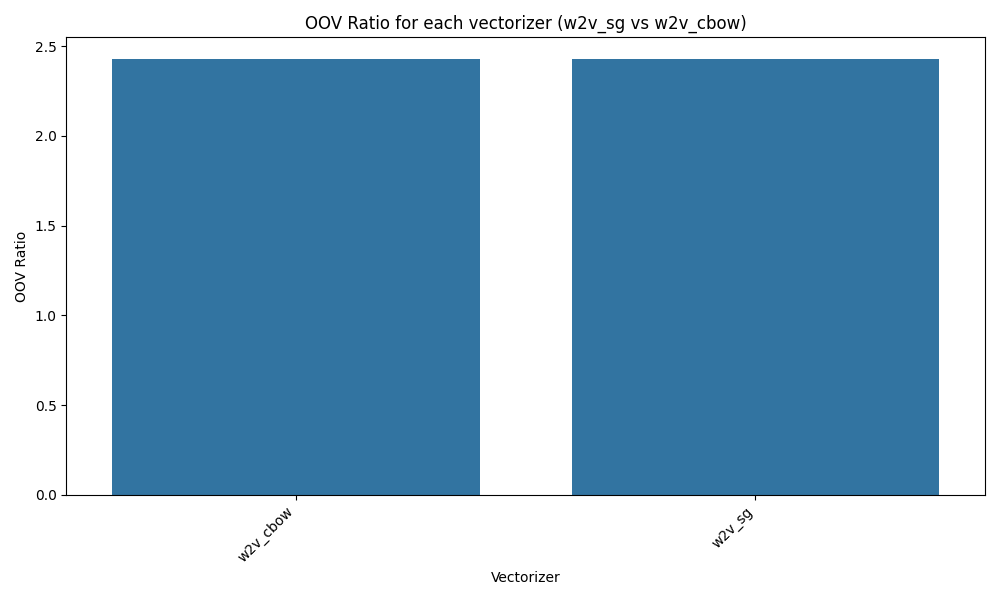 OOV Ratio for each vectorizer (w2v_sg vs w2v_cbow)
2.5
2.0
1.5
1.0
0.5
0.0
OOV Ratio
w2v_cbow
w2v_sg
Vectorizer